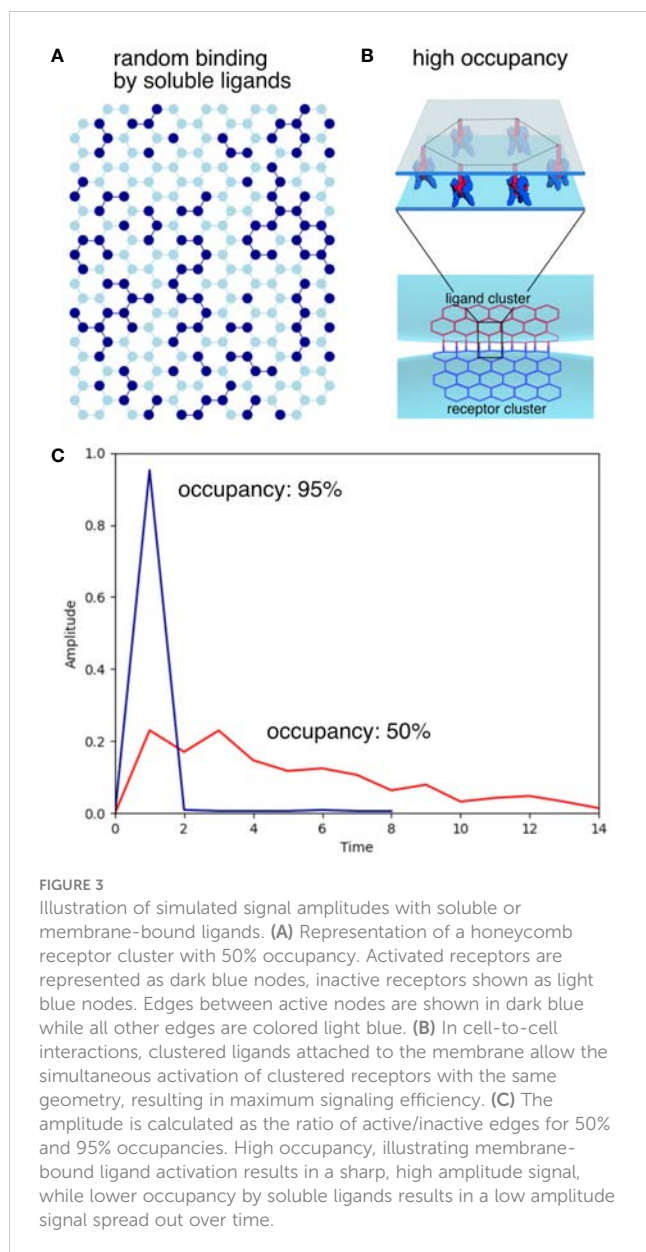 A
random binding
by soluble ligands
B
high occupancy
ligand cluster
receptor cluster
C
1.0
0.8
0.6
0.4
0.2
0.0
Amplitude
occupancy: 95%
occupancy: 50%
0 2 4 6 8 10 12 14
Time
FIGURE 3
Illustration of simulated signal amplitudes with soluble or
membrane-bound ligands. (A) Representation of a honeycomb
receptor cluster with 50% occupancy. Activated receptors are
represented as dark blue nodes, inactive receptors shown as light
blue nodes. Edges between active nodes are shown in dark blue
while all other edges are colored light blue. (B) In cell-to-cell
interactions, clustered ligands attached to the membrane allow the
simultaneous activation of clustered receptors with the same
geometry, resulting in maximum signaling efficiency. (C) The
amplitude is calculated as the ratio of active/inactive edges for 50%
and 95% occupancies. High occupancy, illustrating membrane-
bound ligand activation results in a sharp, high amplitude signal,
while lower occupancy by soluble ligands results in a low amplitude
signal spread out over time.